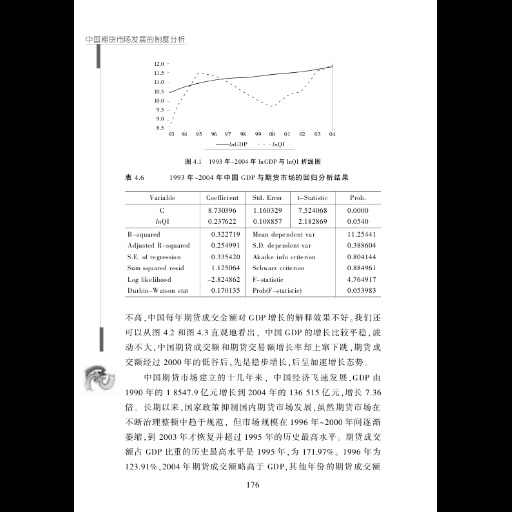 中国期货市场发展的制度分析
12.0
11.5
11.0
10.5
10.0
9.5
9.0
8.5
93 94 95 96 97 98 99 00 01 02 03 04
lnGDP lnQI
图 4.1 1993 年-2004 年 lnGDP 与 lnQI 折线图
表 4.6 1993 年-2004 年中国 GDP 与期货市场的回归分析结果
Variable Coefficient Std. Error t-Statistic Prob.
C 8.730396 1.160329 7.524068 0.0000
lnQI 0.237622 0.108857 2.182869 0.0540
R-squared 0.322719 Mean dependent var 11.25441
Adjusted R-squared 0.254991 S.D. dependent var 0.388604
S.E. of regression 0.335420 Akaike info criterion 0.804144
Sum squared resid 1.125064 Schwarz criterion 0.884961
Log likelihood -2.824862 F-statistic 4.764917
Durbin-Watson stat 0.170135 Prob(F-statistic) 0.053983
不高,中国每年期货成交金额对 GDP 增长的解释效果不好。我们还
可以从图 4.2 和图 4.3 直观地看出，中国 GDP 的增长比较平稳,波
动不大,中国期货成交额和期货交易额增长率却上窜下跳,期货成
交额经过 2000 年的低谷后,先是稳步增长,后呈加速增长态势。
中国期货市场建立的十几年来，中国经济飞速发展,GDP 由
1990 年的 1 8547.9 亿元增长到 2004 年的 136 515 亿元,增长 7.36
倍。长期以来,国家政策抑制国内期货市场发展,虽然期货市场在
不断治理整顿中趋于规范，但市场规模在 1996 年~2000 年间逐渐
萎缩,到 2003 年才恢复并超过 1995 年的历史最高水平。期货成交
额占 GDP 比重的历史最高水平是 1995 年,为 171.97%。1996 年为
123.91%,2004 年期货成交额略高于 GDP,其他年份的期货成交额
176